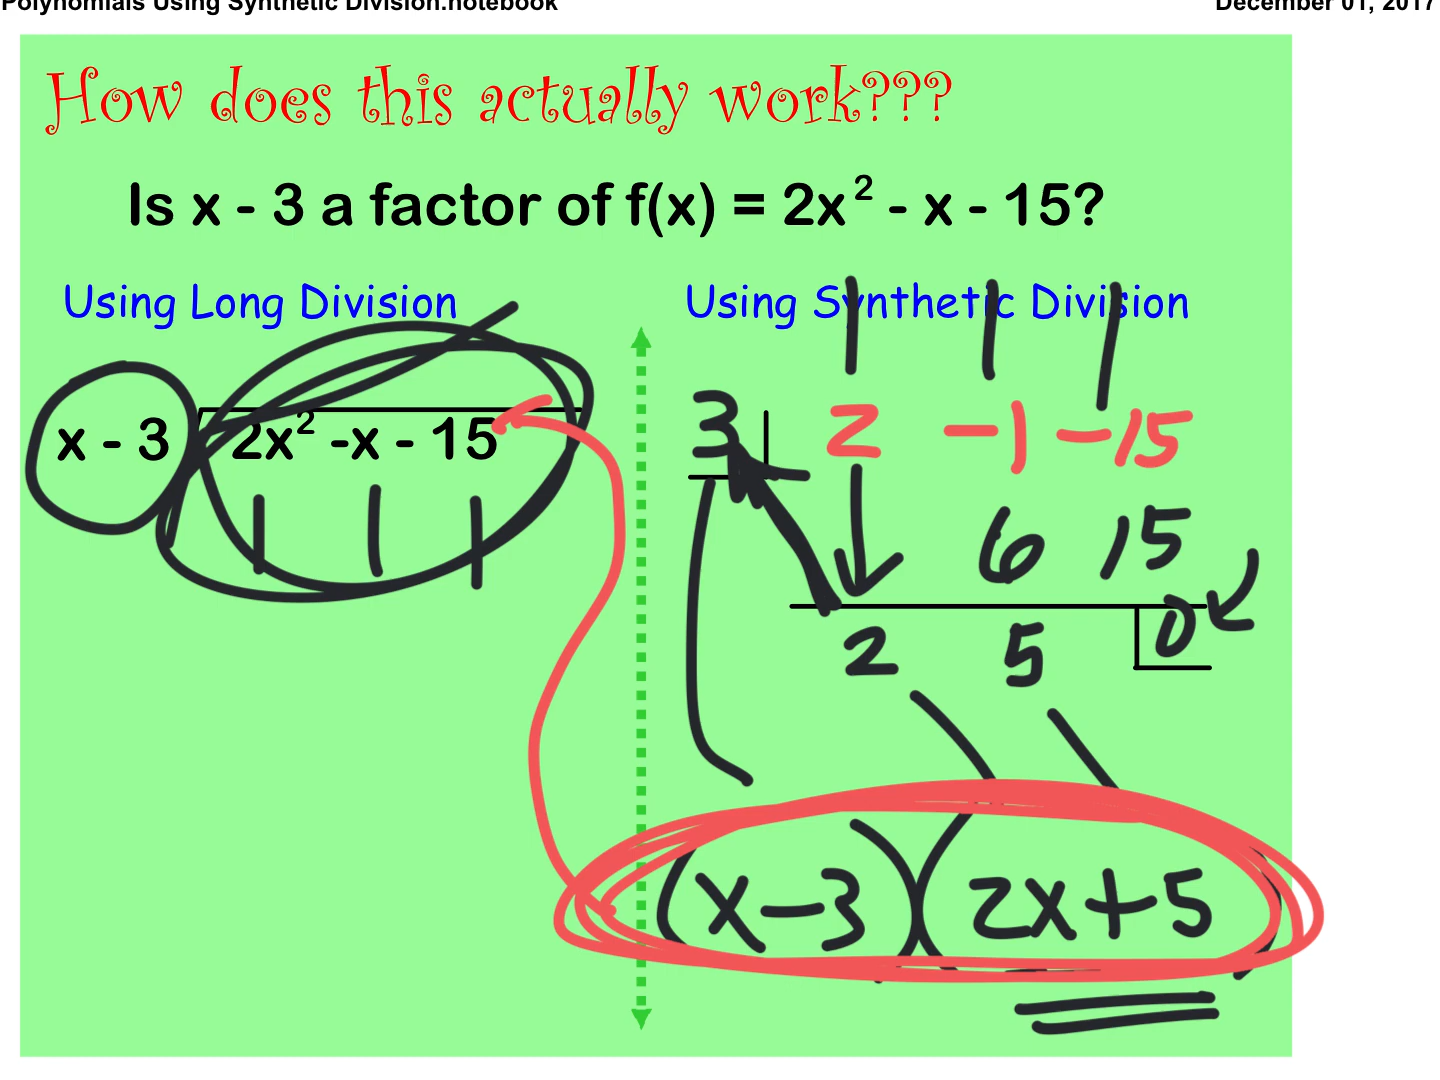 Polynomials Using Synthetic Division.notebook December 01, 2017
How does this actually work???
Is x - 3 a factor of f(x) = 2x² - x - 15?
Using Long Division Using Synthetic Division
x - 3 2x² -x - 15
3 2 -1 -15
6 15
2 5 0
(x-3)(2x+5)